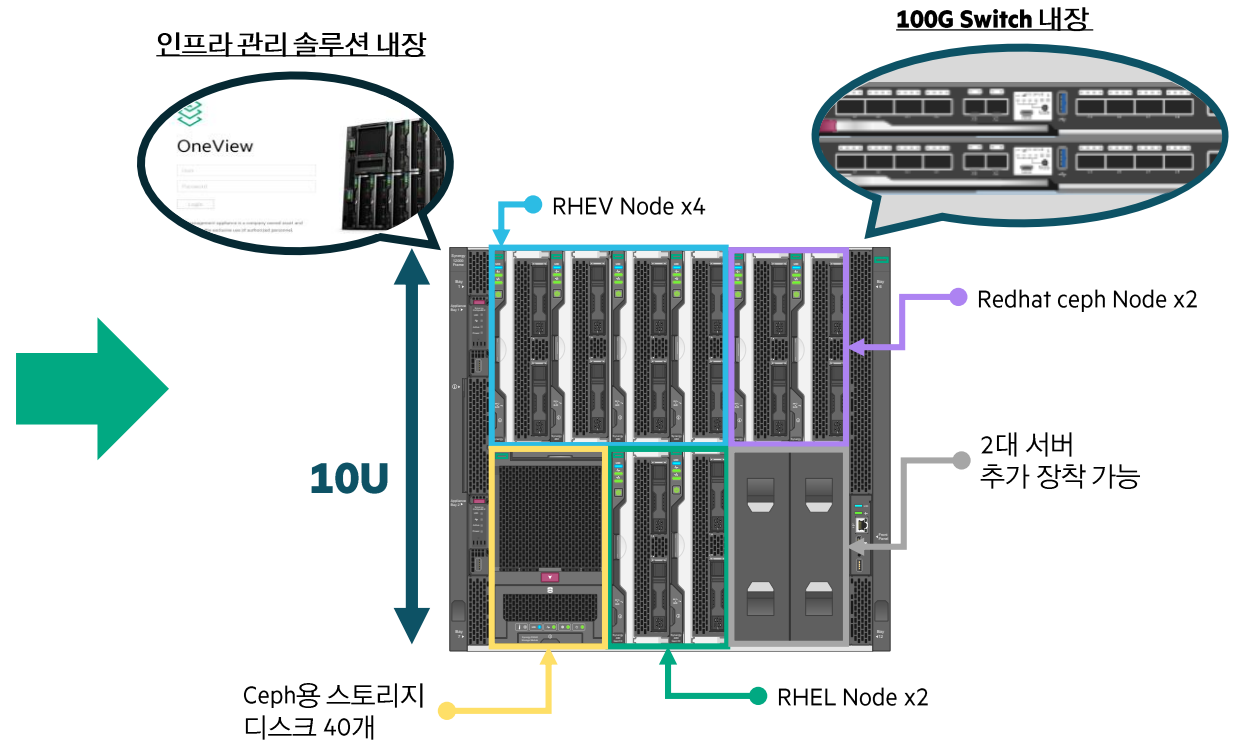 인프라 관리 솔루션 내장
100G Switch 내장
OneView
Password
Login
RHEV Node x4
Redhat ceph Node x2
10U
2대 서버
추가 장착 가능
Ceph용 스토리지
디스크 40개
RHEL Node x2